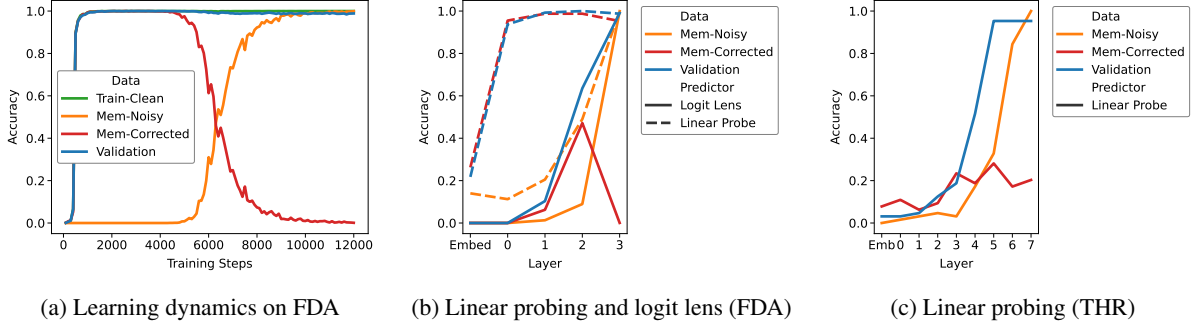 1.0
0.8
0.6
0.4
0.2
0.0
Accuracy
0 2000 4000 6000 8000 10000 12000
Training Steps
Data
Train-Clean
Mem-Noisy
Mem-Corrected
Validation
(a) Learning dynamics on FDA
1.0
0.8
0.6
0.4
0.2
0.0
Accuracy
Embed 0 1 2 3
Layer
Data
Mem-Noisy
Mem-Corrected
Validation
Predictor
Logit Lens
Linear Probe
(b) Linear probing and logit lens (FDA)
1.0
0.8
0.6
0.4
0.2
0.0
Accuracy
Emb 0 1 2 3 4 5 6 7
Layer
Data
Mem-Noisy
Mem-Corrected
Validation
Predictor
Linear Probe
(c) Linear probing (THR)